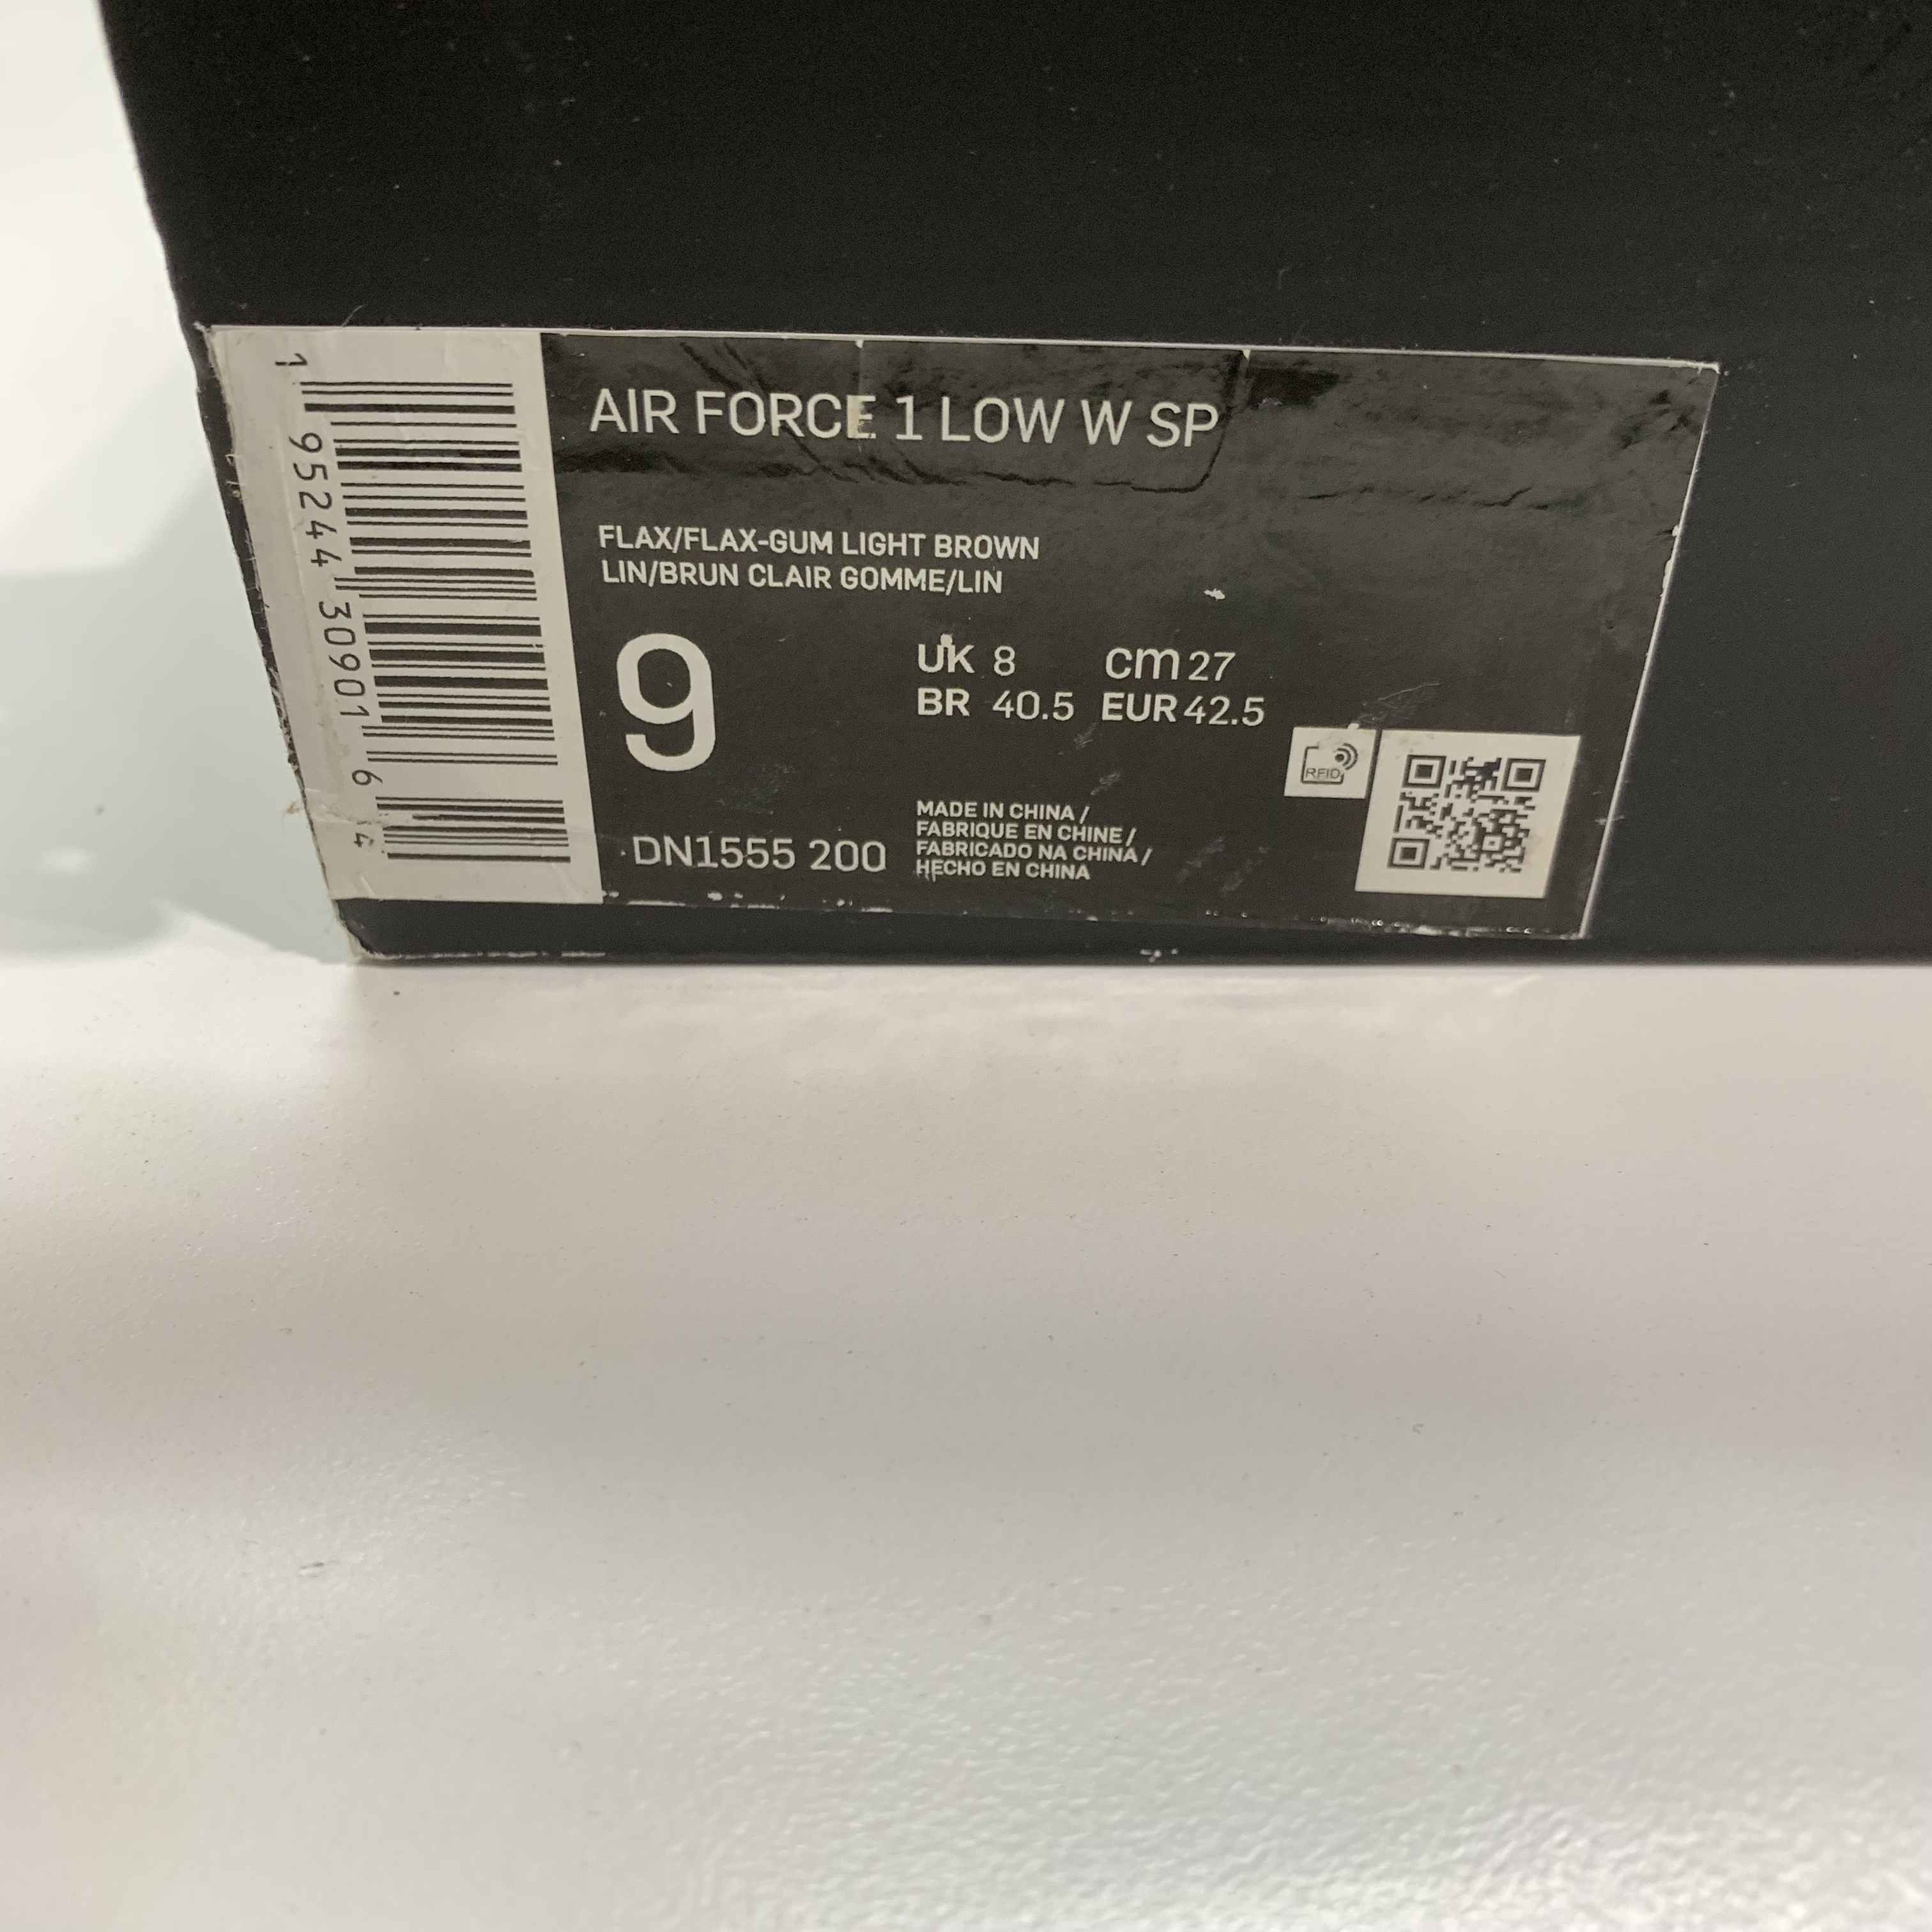 AIR FORCE 1 LOW W SP
FLAX/FLAX-GUM LIGHT BROWN
LIN/BRUN CLAIR GOMME/LIN
9
UK 8 cm 27
BR 40.5 EUR 42.5
RFID
DN1555 200
MADE IN CHINA /
FABRIQUE EN CHINE /
FABRICADO NA CHINA /
HECHO EN CHINA
1 95244 30901 6 4